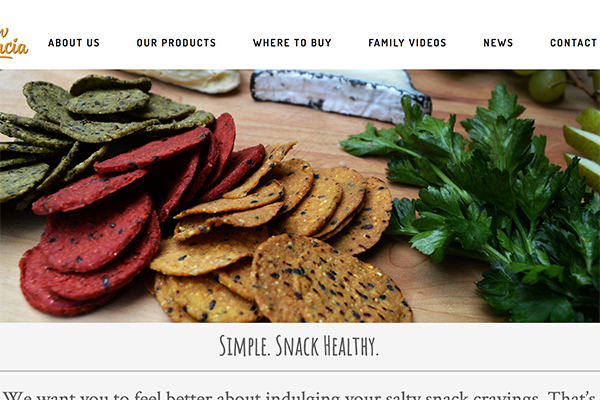 ABOUT US OUR PRODUCTS WHERE TO BUY FAMILY VIDEOS NEWS CONTACT
SIMPLE. SNACK HEALTHY.
We want you to feel better about indulging your salty snack cravings. That's